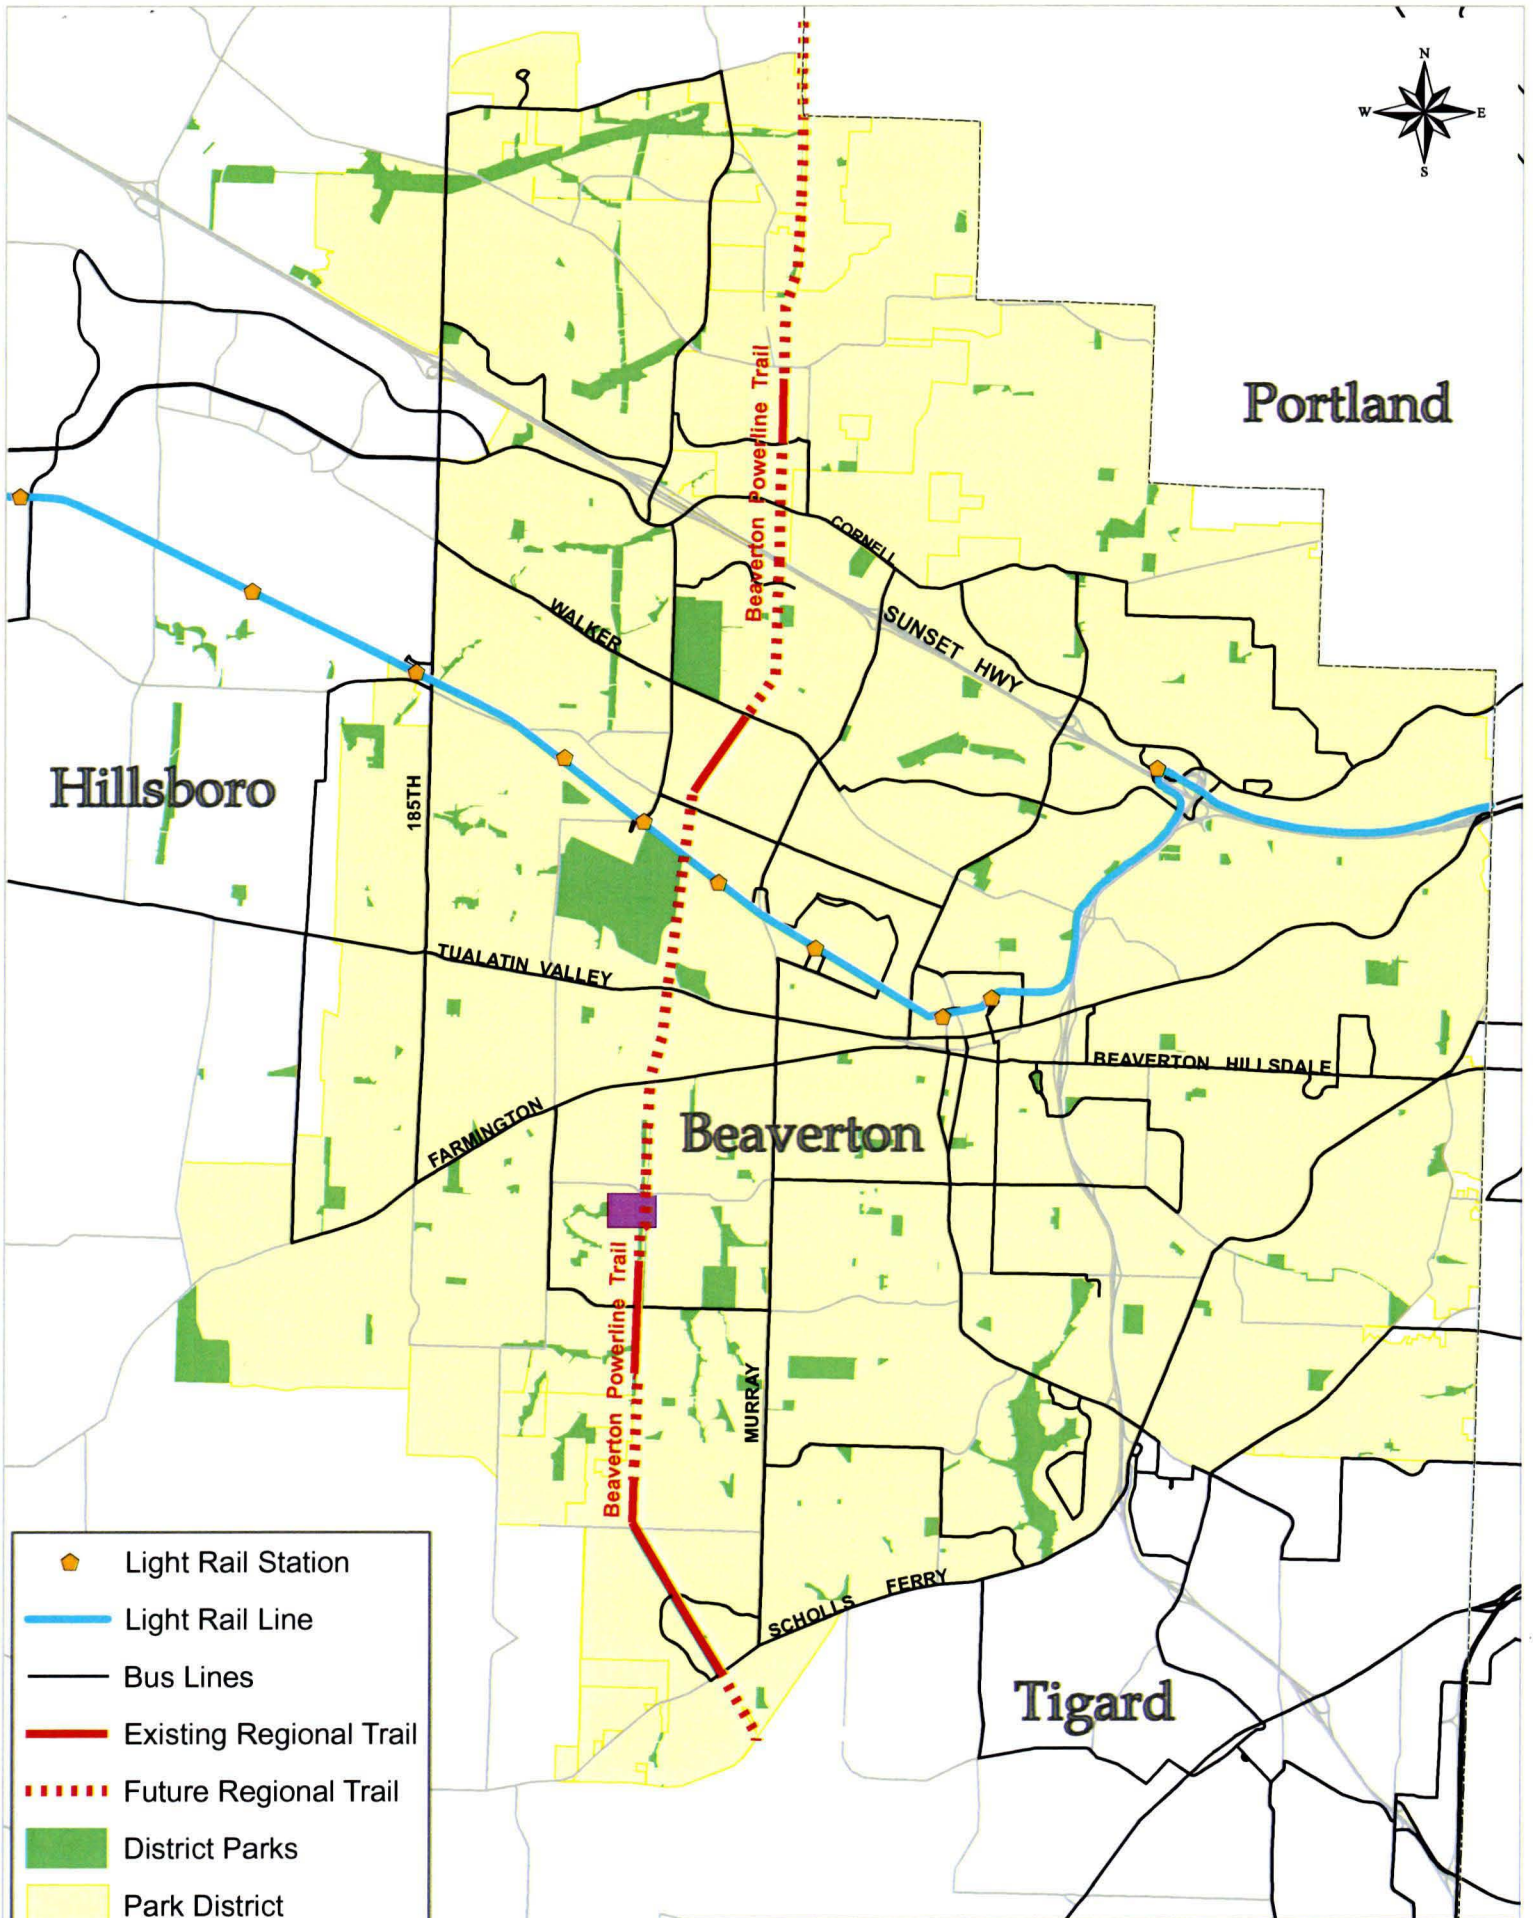 N
W E
S
Portland
Beaverton Powerline Trail
CORNELL
SUNSET HWY
WALKER
Hillsboro
185TH
TUALATIN VALLEY
BEAVERTON HILLSDALE
FARMINGTON
Beaverton
Beaverton Powerline Trail
MURRAY
SCHOLLS FERRY
Tigard
Light Rail Station
Light Rail Line
Bus Lines
Existing Regional Trail
Future Regional Trail
District Parks
Park District